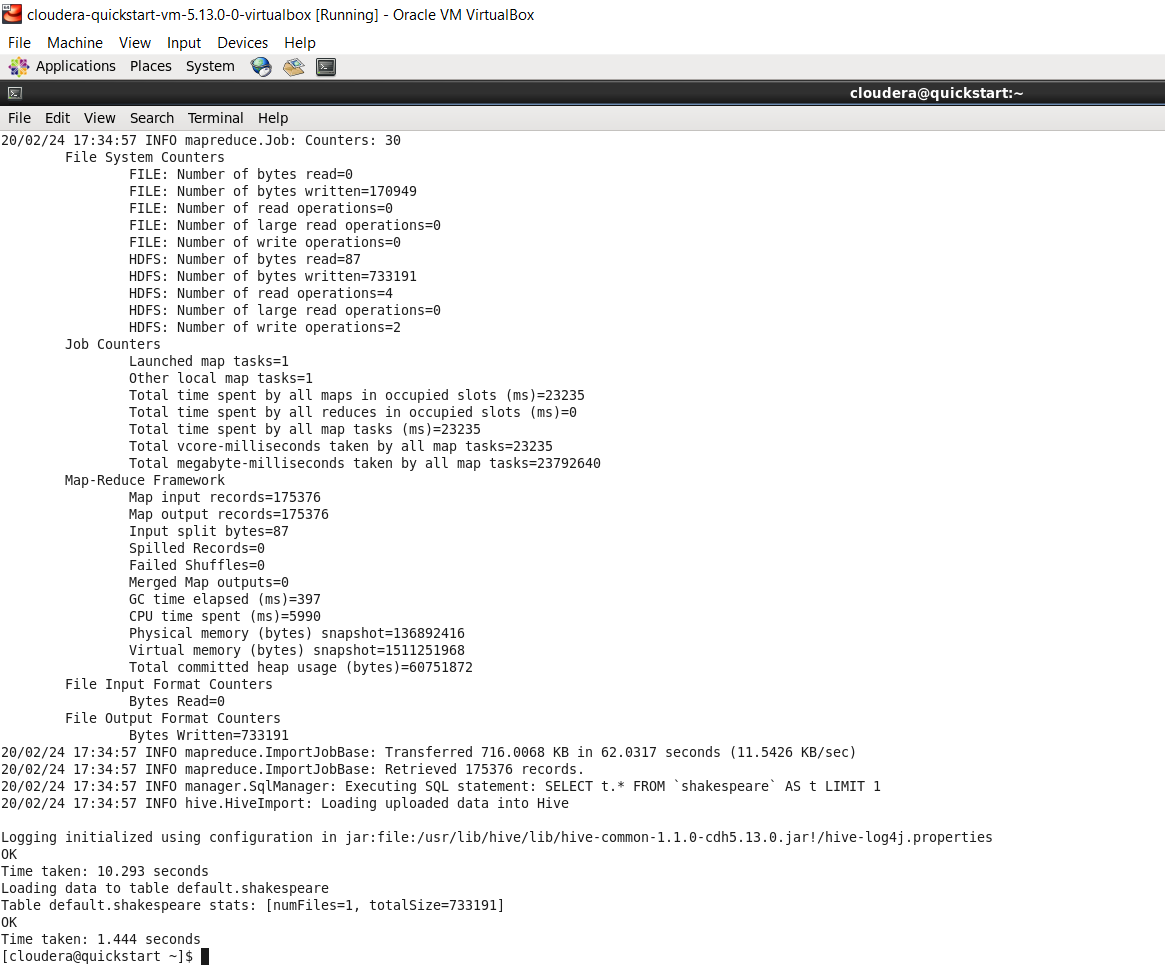 cloudera-quickstart-vm-5.13.0-0-virtualbox [Running] - Oracle VM VirtualBox
File Machine View Input Devices Help
Applications Places System
cloudera@quickstart:~
File Edit View Search Terminal Help
20/02/24 17:34:57 INFO mapreduce.Job: Counters: 30
File System Counters
FILE: Number of bytes read=0
FILE: Number of bytes written=170949
FILE: Number of read operations=0
FILE: Number of large read operations=0
FILE: Number of write operations=0
HDFS: Number of bytes read=87
HDFS: Number of bytes written=733191
HDFS: Number of read operations=4
HDFS: Number of large read operations=0
HDFS: Number of write operations=2
Job Counters
Launched map tasks=1
Other local map tasks=1
Total time spent by all maps in occupied slots (ms)=23235
Total time spent by all reduces in occupied slots (ms)=0
Total time spent by all map tasks (ms)=23235
Total vcore-milliseconds taken by all map tasks=23235
Total megabyte-milliseconds taken by all map tasks=23792640
Map-Reduce Framework
Map input records=175376
Map output records=175376
Input split bytes=87
Spilled Records=0
Failed Shuffles=0
Merged Map outputs=0
GC time elapsed (ms)=397
CPU time spent (ms)=5990
Physical memory (bytes) snapshot=136892416
Virtual memory (bytes) snapshot=1511251968
Total committed heap usage (bytes)=60751872
File Input Format Counters
Bytes Read=0
File Output Format Counters
Bytes Written=733191
20/02/24 17:34:57 INFO mapreduce.ImportJobBase: Transferred 716.0068 KB in 62.0317 seconds (11.5426 KB/sec)
20/02/24 17:34:57 INFO mapreduce.ImportJobBase: Retrieved 175376 records.
20/02/24 17:34:57 INFO manager.SqlManager: Executing SQL statement: SELECT t.* FROM `shakespeare` AS t LIMIT 1
20/02/24 17:34:57 INFO hive.HiveImport: Loading uploaded data into Hive
Logging initialized using configuration in jar:file:/usr/lib/hive/lib/hive-common-1.1.0-cdh5.13.0.jar!/hive-log4j.properties
OK
Time taken: 10.293 seconds
Loading data to table default.shakespeare
Table default.shakespeare stats: [numFiles=1, totalSize=733191]
OK
Time taken: 1.444 seconds
[cloudera@quickstart ~]$